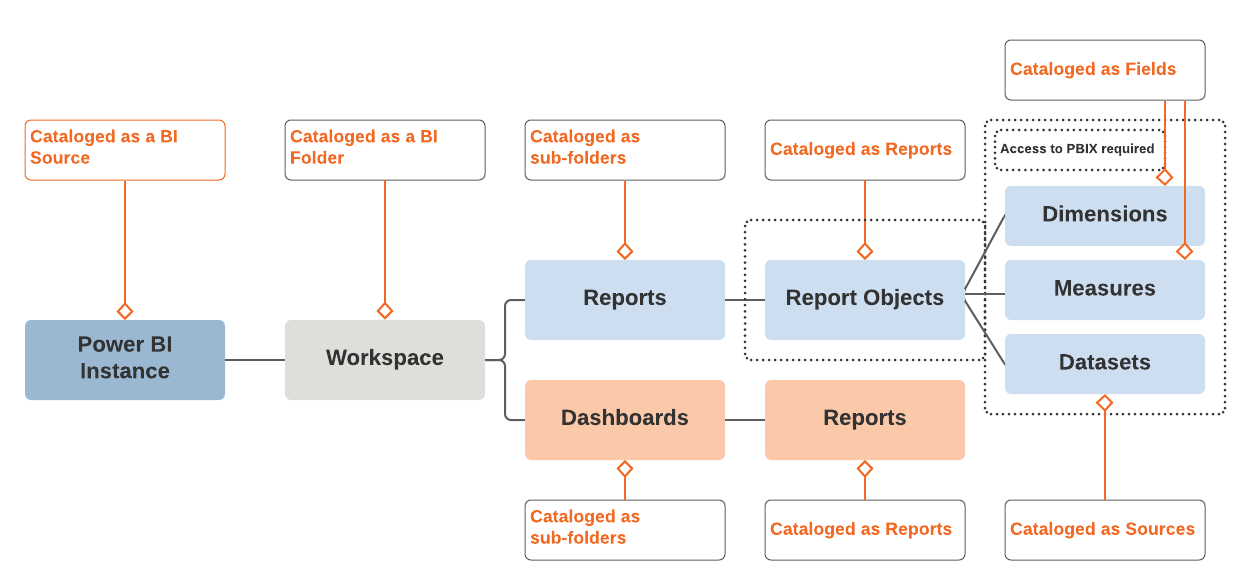 Cataloged as Fields
Cataloged as a BI
Source
Cataloged as a BI
Folder
Cataloged as
sub-folders
Cataloged as Reports
Access to PBIX required
Dimensions
Reports
Report Objects
Measures
Power BI
Instance
Workspace
Datasets
Dashboards
Reports
Cataloged as
sub-folders
Cataloged as Reports
Cataloged as Sources